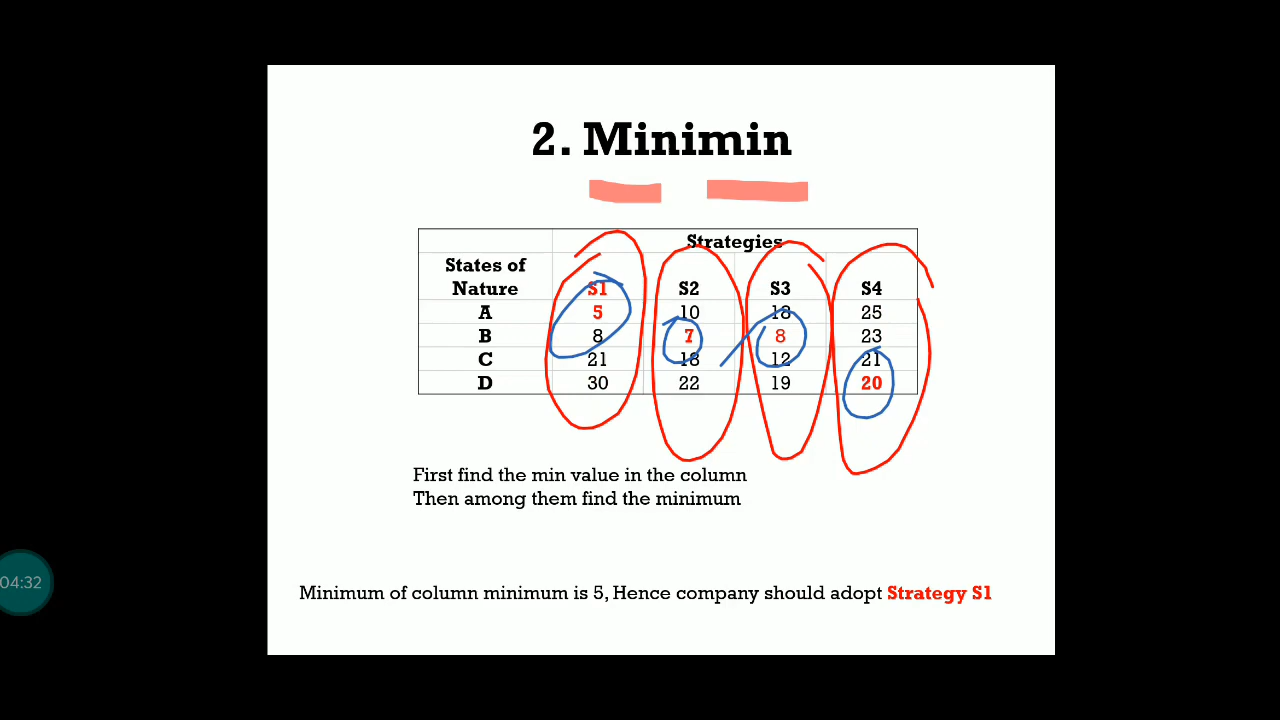 2. Minimin
Strategies
States of
Nature S1 S2 S3 S4
A 5 10 18 25
B 8 7 8 23
C 21 18 12 21
D 30 22 19 20
First find the min value in the column
Then among them find the minimum
04:32
Minimum of column minimum is 5, Hence company should adopt Strategy S1